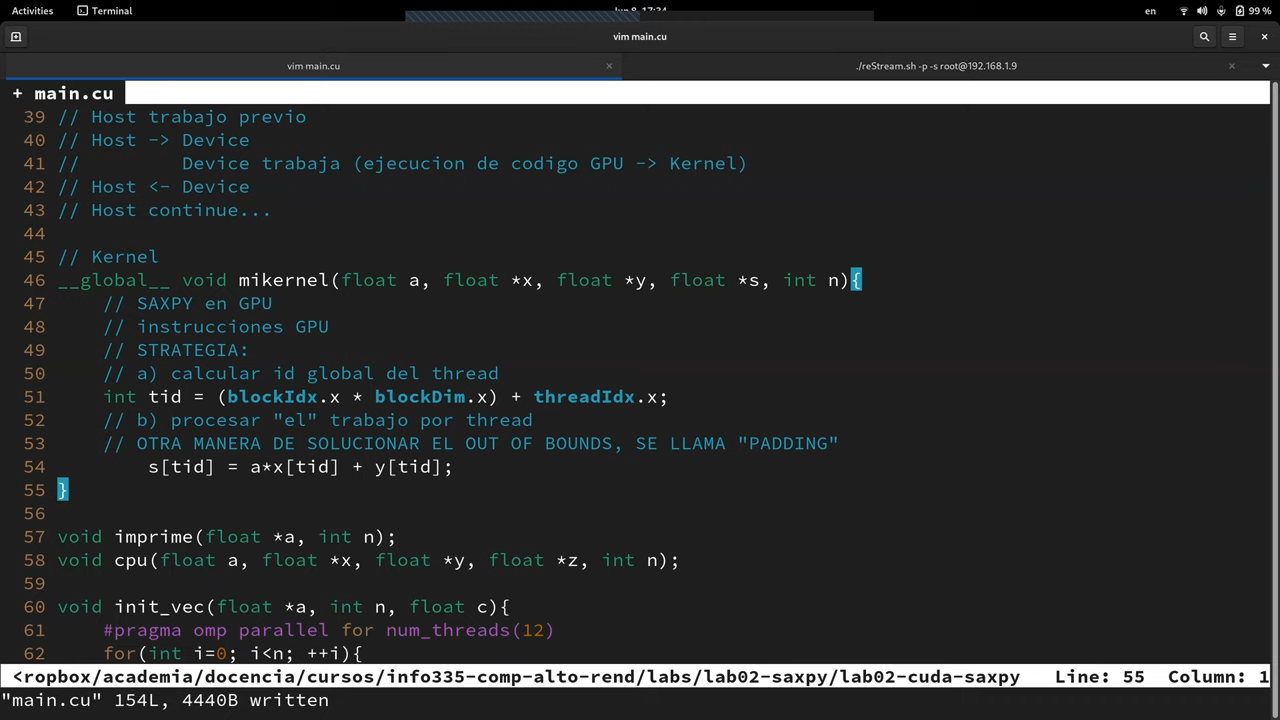 Activities Terminal en 99 %
vim main.cu
vim main.cu ./reStream.sh -p -s root@192.168.1.9
+ main.cu
39 // Host trabajo previo
40 // Host -> Device
41 //         Device trabaja (ejecucion de codigo GPU -> Kernel)
42 // Host <- Device
43 // Host continue...
44
45 // Kernel
46 __global__ void mikernel(float a, float *x, float *y, float *s, int n){
47     // SAXPY en GPU
48     // instrucciones GPU
49     // STRATEGIA:
50     // a) calcular id global del thread
51     int tid = (blockIdx.x * blockDim.x) + threadIdx.x;
52     // b) procesar "el" trabajo por thread
53     // OTRA MANERA DE SOLUCIONAR EL OUT OF BOUNDS, SE LLAMA "PADDING"
54         s[tid] = a*x[tid] + y[tid];
55 }
56
57 void imprime(float *a, int n);
58 void cpu(float a, float *x, float *y, float *z, int n);
59
60 void init_vec(float *a, int n, float c){
61     #pragma omp parallel for num_threads(12)
62     for(int i=0; i<n; ++i){
<ropbox/academia/docencia/cursos/info335-comp-alto-rend/labs/lab02-saxpy/lab02-cuda-saxpy Line: 55 Column: 1
"main.cu" 154L, 4440B written